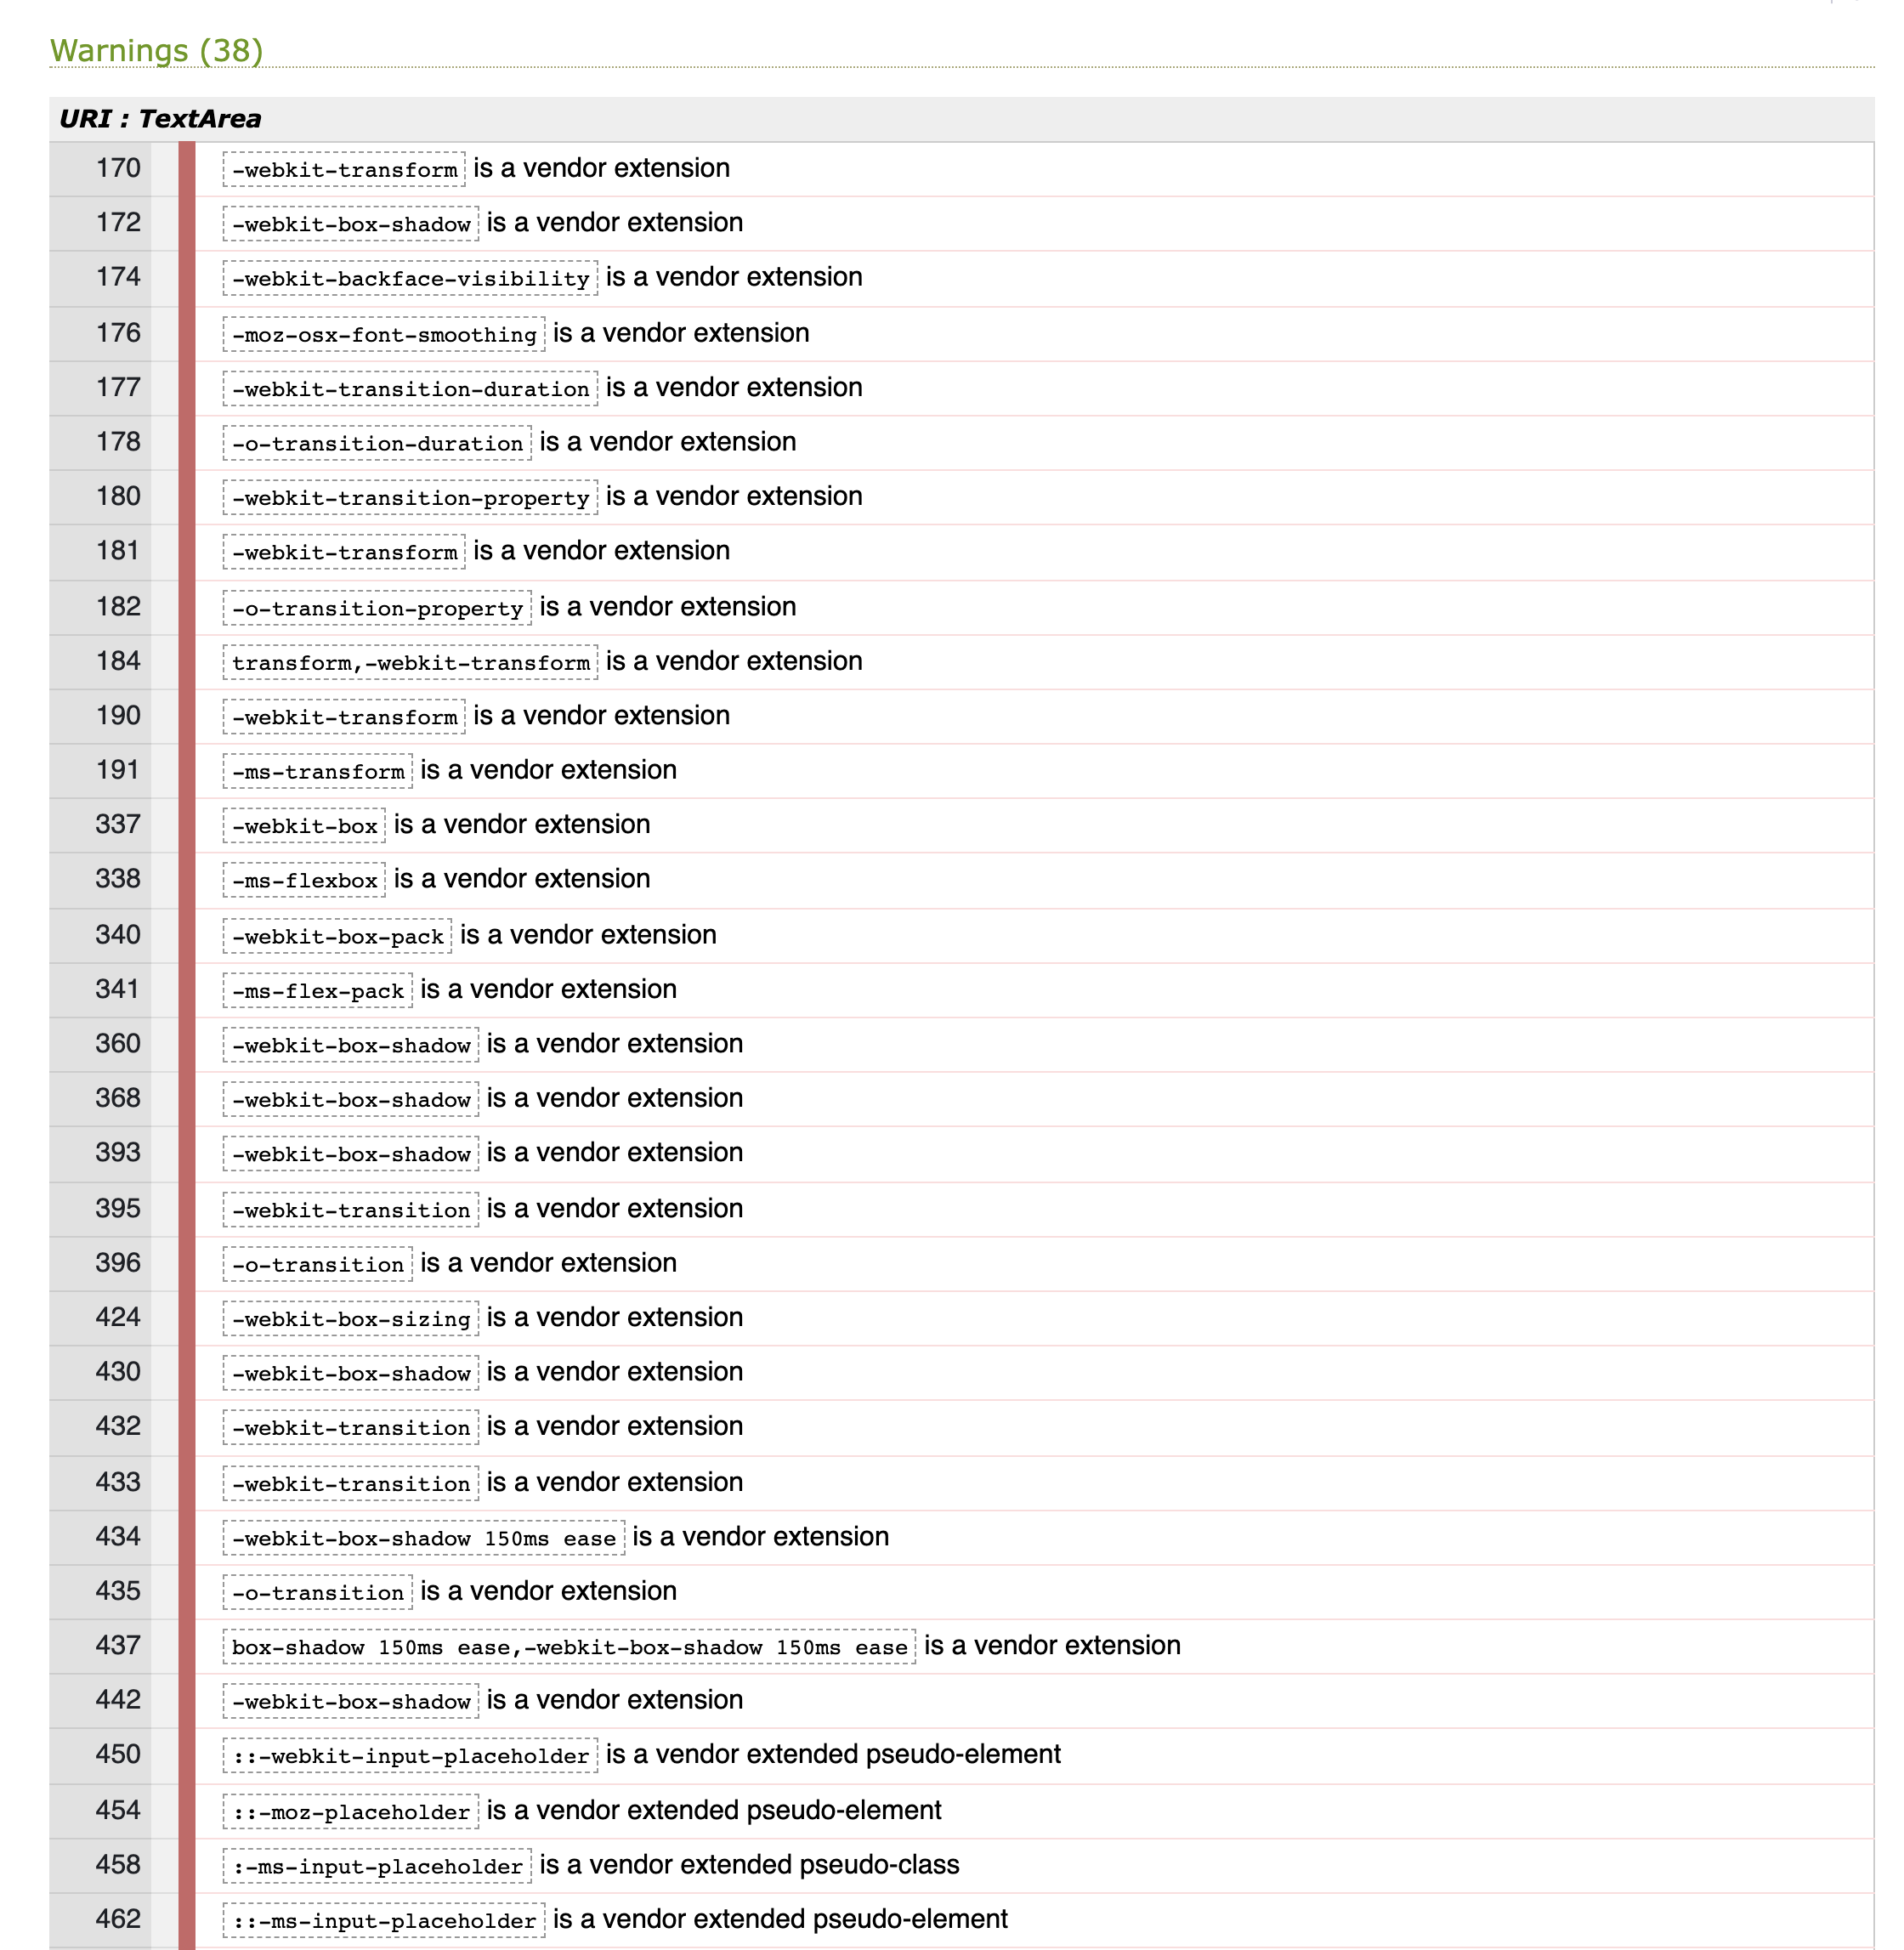 Warnings (38)
URI : TextArea
170 -webkit-transform is a vendor extension
172 -webkit-box-shadow is a vendor extension
174 -webkit-backface-visibility is a vendor extension
176 -moz-osx-font-smoothing is a vendor extension
177 -webkit-transition-duration is a vendor extension
178 -o-transition-duration is a vendor extension
180 -webkit-transition-property is a vendor extension
181 -webkit-transform is a vendor extension
182 -o-transition-property is a vendor extension
184 transform,-webkit-transform is a vendor extension
190 -webkit-transform is a vendor extension
191 -ms-transform is a vendor extension
337 -webkit-box is a vendor extension
338 -ms-flexbox is a vendor extension
340 -webkit-box-pack is a vendor extension
341 -ms-flex-pack is a vendor extension
360 -webkit-box-shadow is a vendor extension
368 -webkit-box-shadow is a vendor extension
393 -webkit-box-shadow is a vendor extension
395 -webkit-transition is a vendor extension
396 -o-transition is a vendor extension
424 -webkit-box-sizing is a vendor extension
430 -webkit-box-shadow is a vendor extension
432 -webkit-transition is a vendor extension
433 -webkit-transition is a vendor extension
434 -webkit-box-shadow 150ms ease is a vendor extension
435 -o-transition is a vendor extension
437 box-shadow 150ms ease,-webkit-box-shadow 150ms ease is a vendor extension
442 -webkit-box-shadow is a vendor extension
450 ::-webkit-input-placeholder is a vendor extended pseudo-element
454 ::-moz-placeholder is a vendor extended pseudo-element
458 :-ms-input-placeholder is a vendor extended pseudo-class
462 ::-ms-input-placeholder is a vendor extended pseudo-element